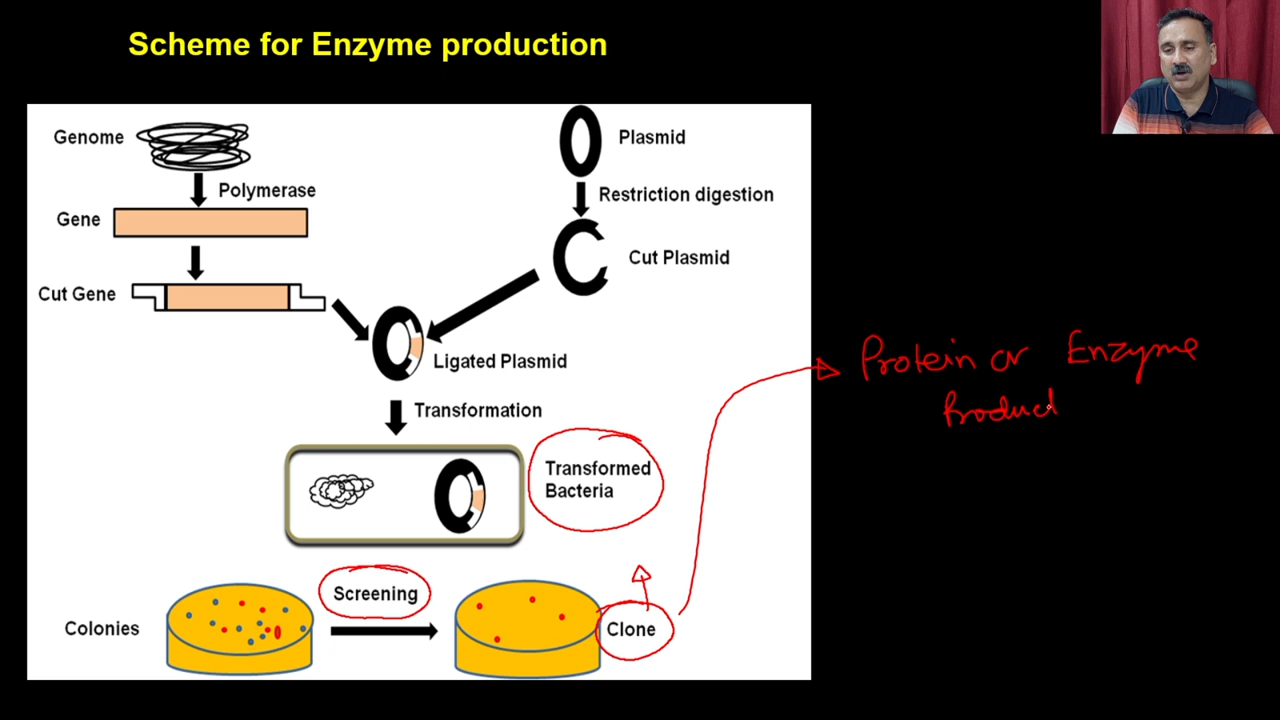 Scheme for Enzyme production
Genome
Plasmid
Polymerase
Restriction digestion
Gene
Cut Plasmid
Cut Gene
Ligated Plasmid
Protein or Enzyme
Product
Transformation
Transformed
Bacteria
Screening
Colonies
Clone